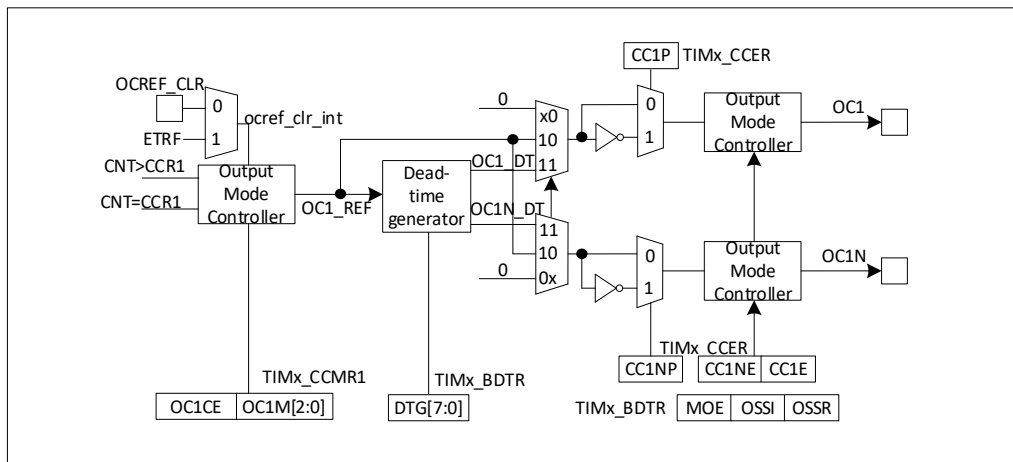 CC1P
TIMx_CCER
OCREF_CLR
0
ocref_clr_int
ETRF
1
CNT>CCR1
CNT=CCR1
Output
Mode
Controller
OC1_REF
Dead-
time
generator
OC1_DT
OC1N_DT
0
x0
10
11
11
10
0x
0
0
1
Output
Mode
Controller
OC1
0
1
Output
Mode
Controller
OC1N
TIMx_CCER
CC1NP
CC1NE
CC1E
TIMx_CCMR1
OC1CE
OC1M[2:0]
TIMx_BDTR
DTG[7:0]
TIMx_BDTR
MOE
OSSI
OSSR